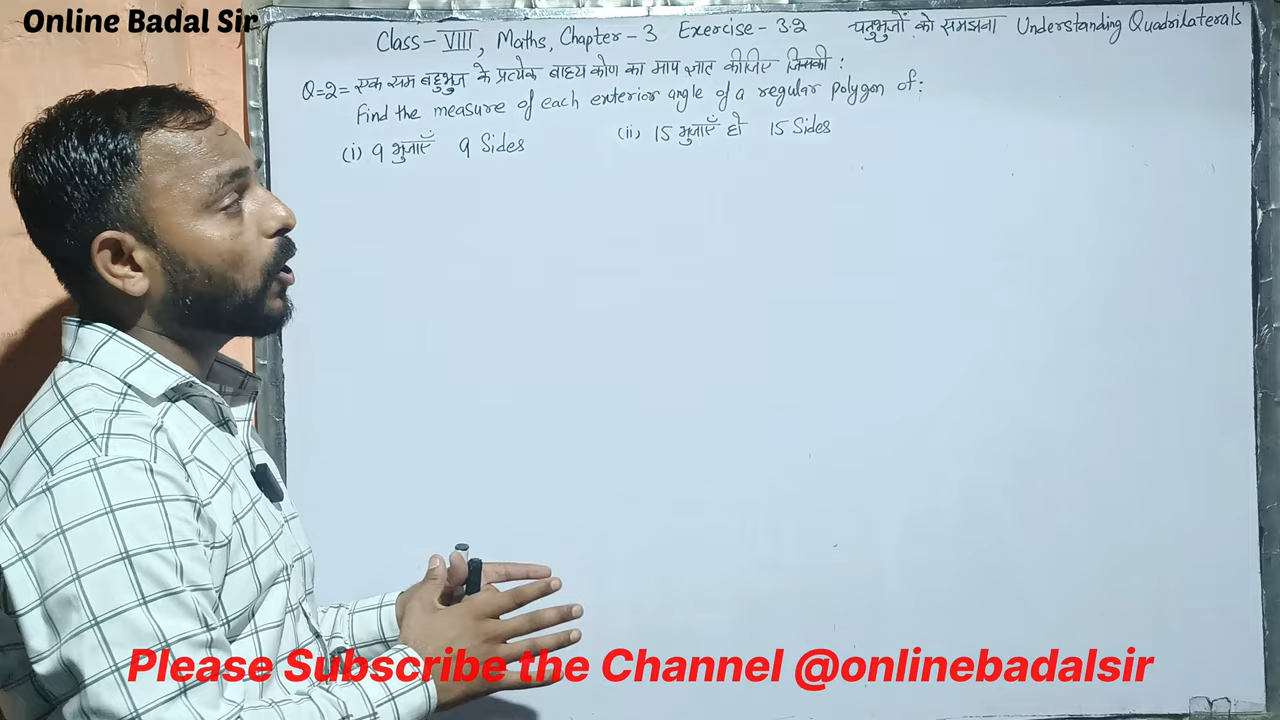 Online Badal Sir
Class-VIII, Maths, Chapter-3 Exercise-3.2 चतुर्भुजों को समझना Understanding Quadrilaterals
Q=2= एक सम बहुभुज के प्रत्येक बाह्य कोण का माप ज्ञात कीजिए जिसकी :
Find the measure of each exterior angle of a regular polygon of:
(i) 9 भुजाएँ 9 Sides (ii) 15 भुजाएँ हो 15 Sides
Please Subscribe the Channel @onlinebadalsir